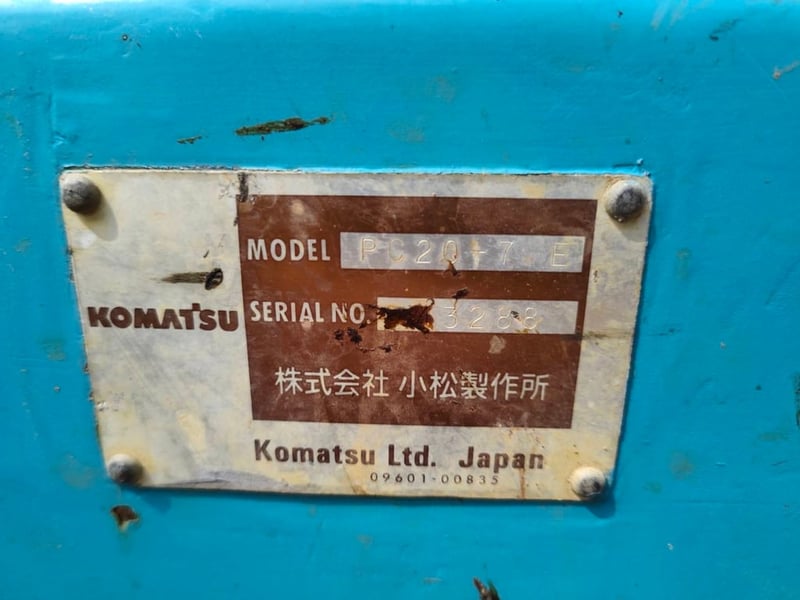 MODEL PC20-7 E
KOMATSU
SERIAL NO. 3288
株式会社 小松製作所
Komatsu Ltd. Japan
09601-00835